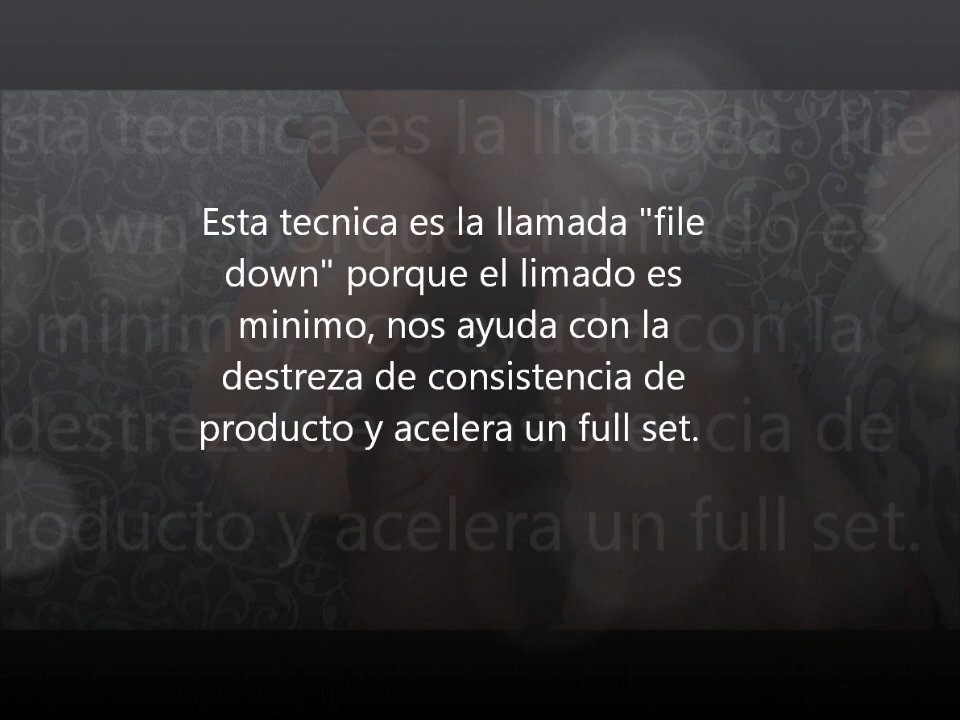 Esta tecnica es la llamada "file
down" porque el limado es
minimo, nos ayuda con la
destreza de consistencia de
producto y acelera un full set.